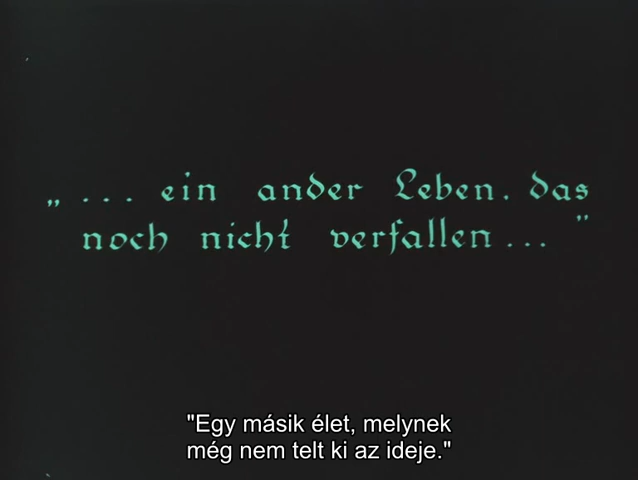 „ ... ein ander Leben. das
noch nicht verfallen ... "
"Egy másik élet, melynek
még nem telt ki az ideje."